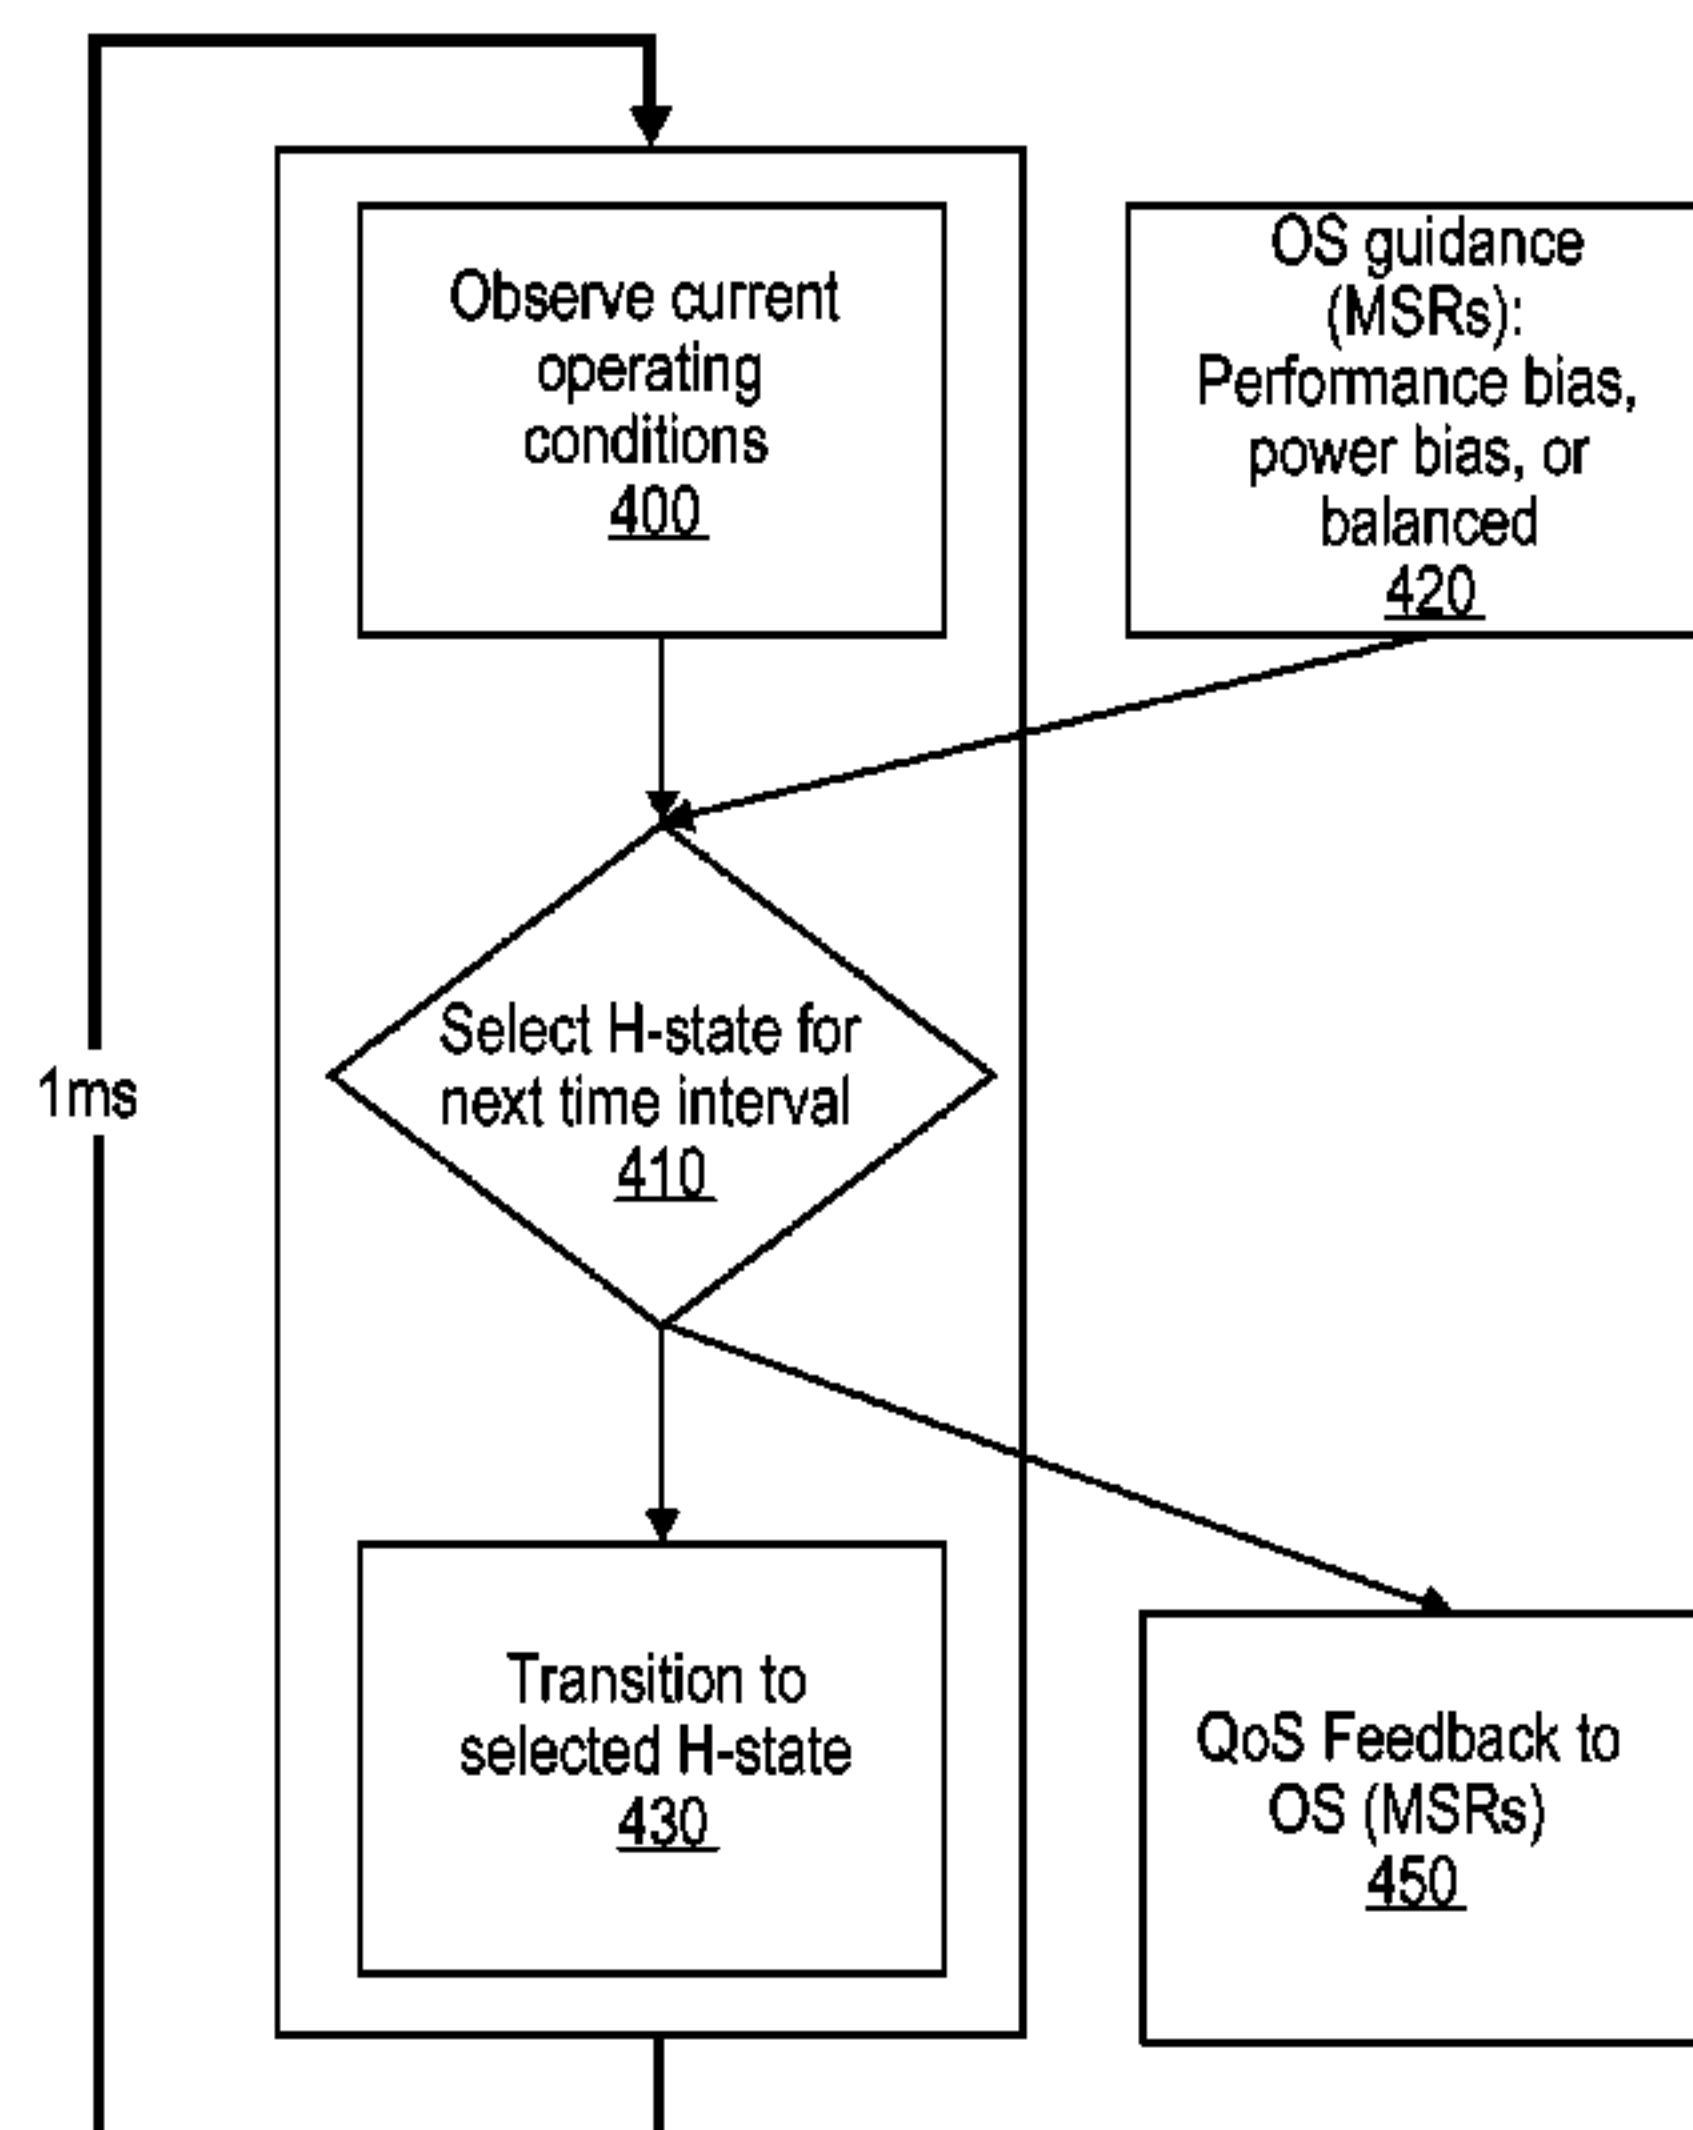 Observe current
operating
conditions
400
OS guidance
(MSRs):
Performance bias,
power bias, or
balanced
420
Select H-state for
next time interval
410
1ms
Transition to
selected H-state
430
QoS Feedback to
OS (MSRs)
450